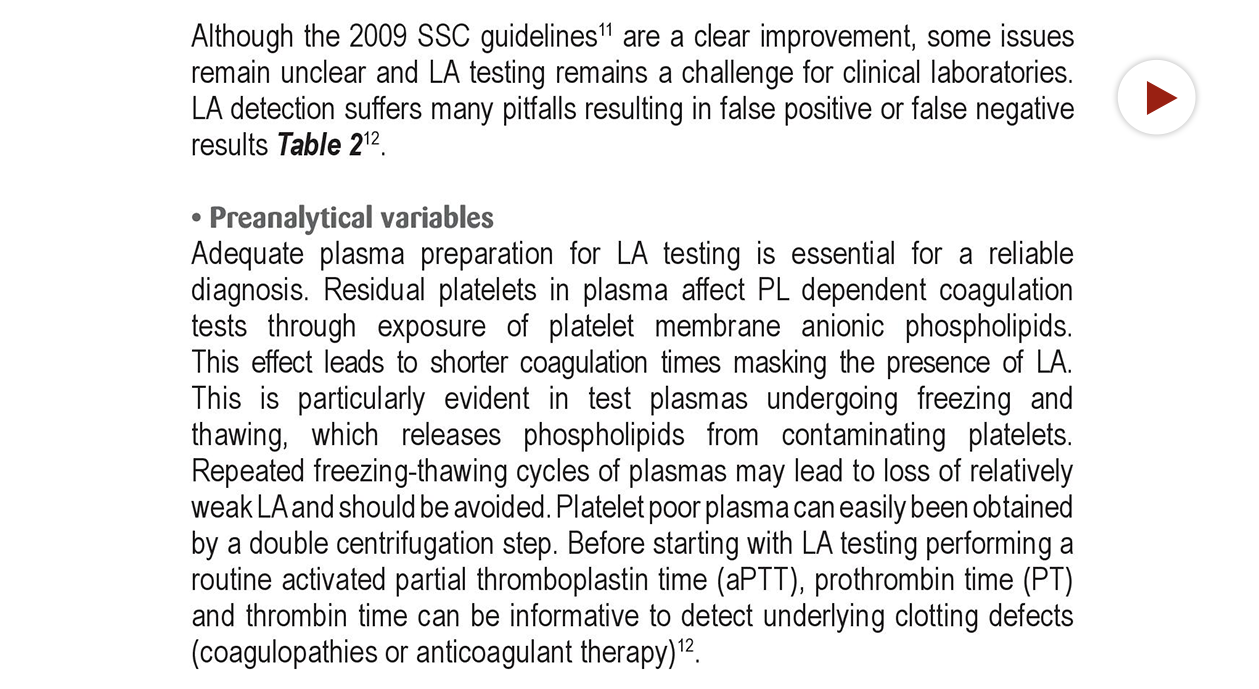 Although the 2009 SSC guidelines11 are a clear improvement, some issues
remain unclear and LA testing remains a challenge for clinical laboratories.
LA detection suffers many pitfalls resulting in false positive or false negative
results Table 212.
• Preanalytical variables
Adequate plasma preparation for LA testing is essential for a reliable
diagnosis. Residual platelets in plasma affect PL dependent coagulation
tests through exposure of platelet membrane anionic phospholipids.
This effect leads to shorter coagulation times masking the presence of LA.
This is particularly evident in test plasmas undergoing freezing and
thawing, which releases phospholipids from contaminating platelets.
Repeated freezing-thawing cycles of plasmas may lead to loss of relatively
weak LA and should be avoided. Platelet poor plasma can easily been obtained
by a double centrifugation step. Before starting with LA testing performing a
routine activated partial thromboplastin time (aPTT), prothrombin time (PT)
and thrombin time can be informative to detect underlying clotting defects
(coagulopathies or anticoagulant therapy)12.